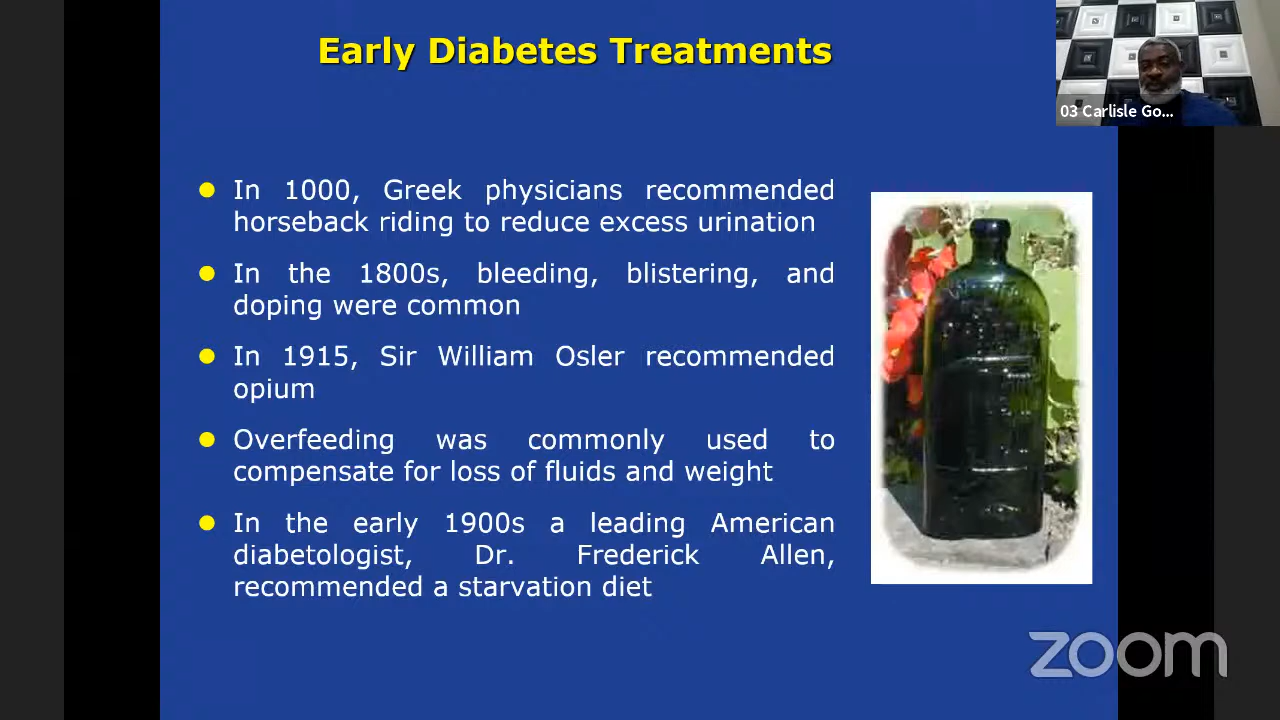 Early Diabetes Treatments
03 Carlisle Go...
In 1000, Greek physicians recommended
horseback riding to reduce excess urination
In the 1800s, bleeding, blistering, and
doping were common
In 1915, Sir William Osler recommended
opium
Overfeeding was commonly used to
compensate for loss of fluids and weight
In the early 1900s a leading American
diabetologist, Dr. Frederick Allen,
recommended a starvation diet
zoom